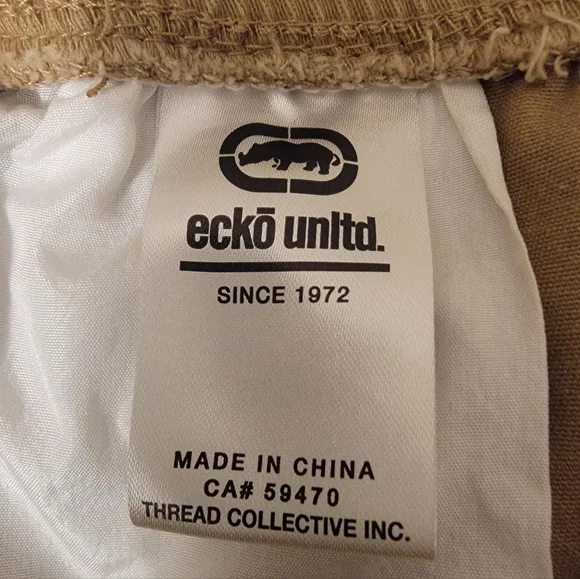 eckō unltd.
SINCE 1972
MADE IN CHINA
CA# 59470
THREAD COLLECTIVE INC.